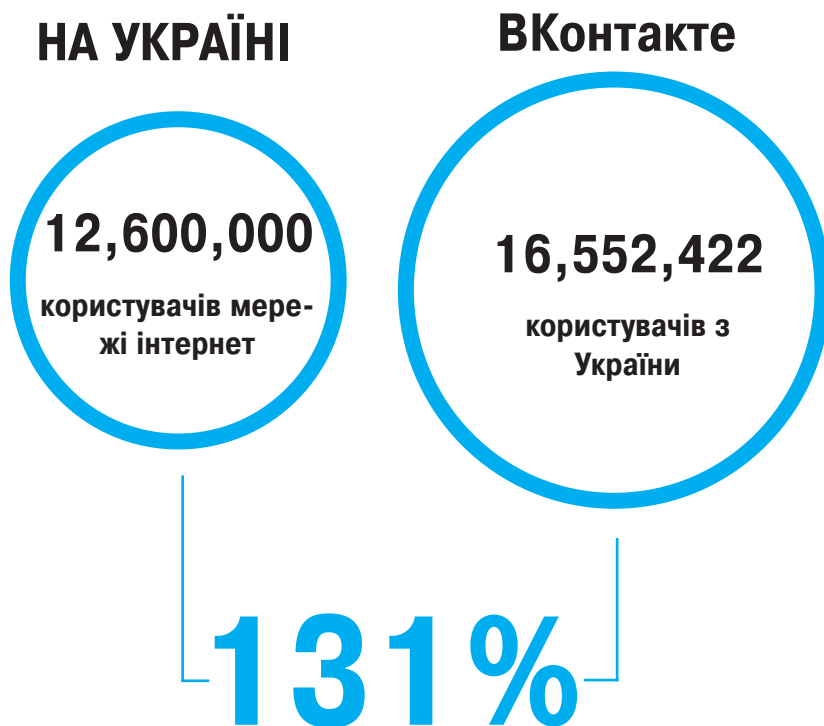 НА УКРАЇНІ
12,600,000
користувачів мере-
жі інтернет
ВКонтакте
16,552,422
користувачів з
України
131%